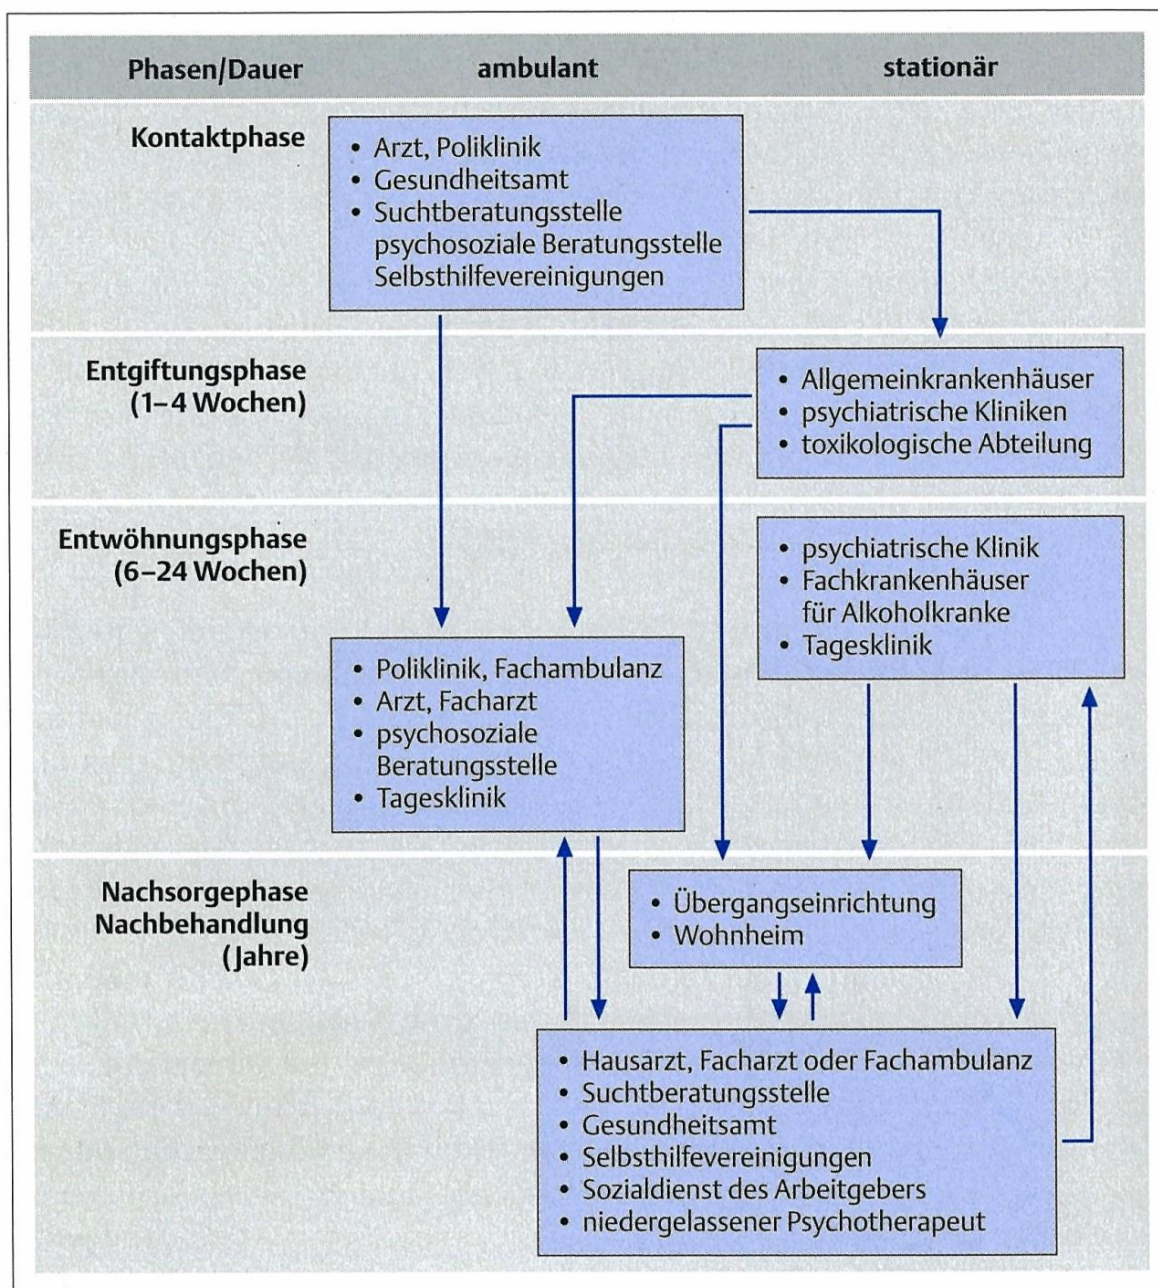 Phasen/Dauer ambulant stationär
Kontaktphase
• Arzt, Poliklinik
• Gesundheitsamt
• Suchtberatungsstelle
psychosoziale Beratungsstelle
Selbsthilfevereinigungen
Entgiftungsphase
(1–4 Wochen)
• Allgemeinkrankenhäuser
• psychiatrische Kliniken
• toxikologische Abteilung
Entwöhnungsphase
(6–24 Wochen)
• psychiatrische Klinik
• Fachkrankenhäuser
für Alkoholkranke
• Tagesklinik
• Poliklinik, Fachambulanz
• Arzt, Facharzt
• psychosoziale
Beratungsstelle
• Tagesklinik
Nachsorgephase
Nachbehandlung
(Jahre)
• Übergangseinrichtung
• Wohnheim
• Hausarzt, Facharzt oder Fachambulanz
• Suchtberatungsstelle
• Gesundheitsamt
• Selbsthilfevereinigungen
• Sozialdienst des Arbeitgebers
• niedergelassener Psychotherapeut